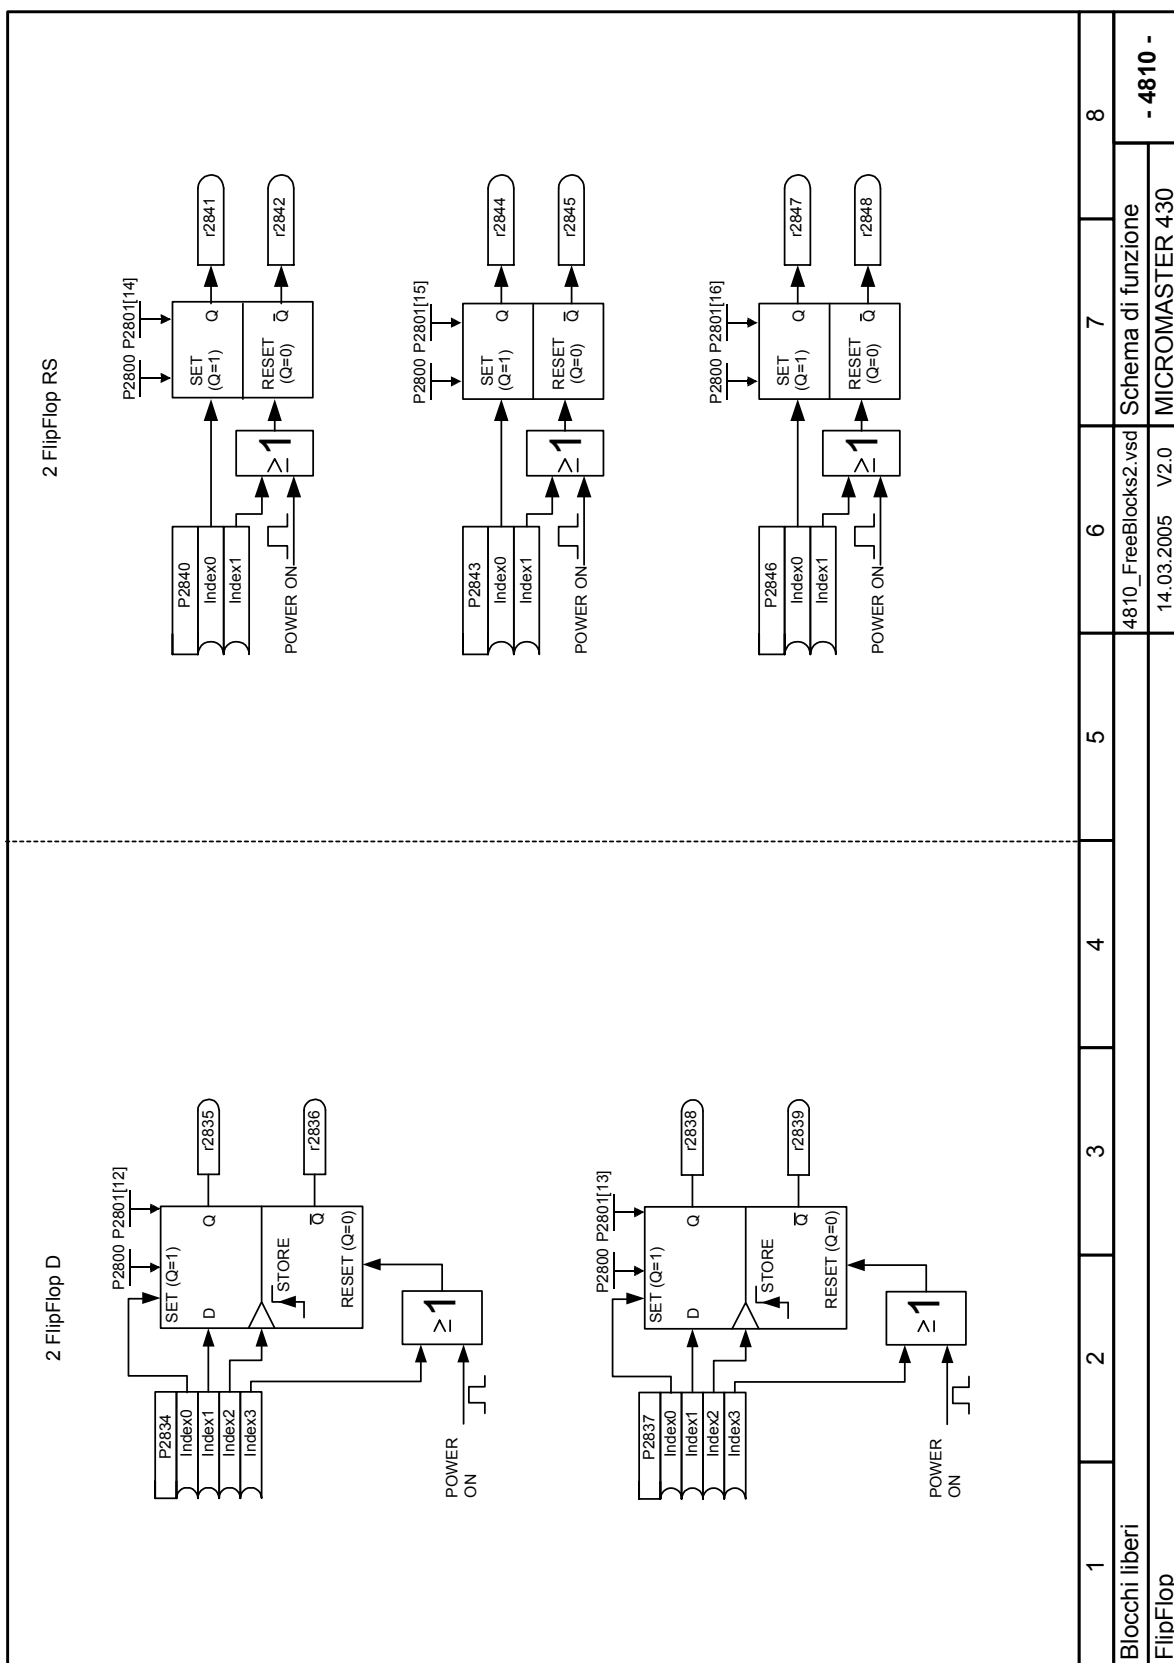 2 FlipFlop D
P2800 P2801[12]
P2834
Index0
Index1
Index2
Index3
SET (Q=1)
D
Q
STORE
Q̅
RESET (Q=0)
r2835
r2836
≥1
POWER
ON
P2800 P2801[13]
P2837
Index0
Index1
Index2
Index3
SET (Q=1)
D
Q
STORE
Q̅
RESET (Q=0)
r2838
r2839
≥1
POWER
ON
2 FlipFlop RS
P2800 P2801[14]
P2840
Index0
Index1
SET
(Q=1)
Q
RESET
(Q=0)
Q̅
r2841
r2842
≥1
POWER ON
P2800 P2801[15]
P2843
Index0
Index1
SET
(Q=1)
Q
RESET
(Q=0)
Q̅
r2844
r2845
≥1
POWER ON
P2800 P2801[16]
P2846
Index0
Index1
SET
(Q=1)
Q
RESET
(Q=0)
Q̅
r2847
r2848
≥1
POWER ON
1 2 3 4 5 6 7 8
Blocchi liberi 4810_FreeBlocks2.vsd Schema di funzione - 4810 -
FlipFlop 14.03.2005 V2.0 MICROMASTER 430